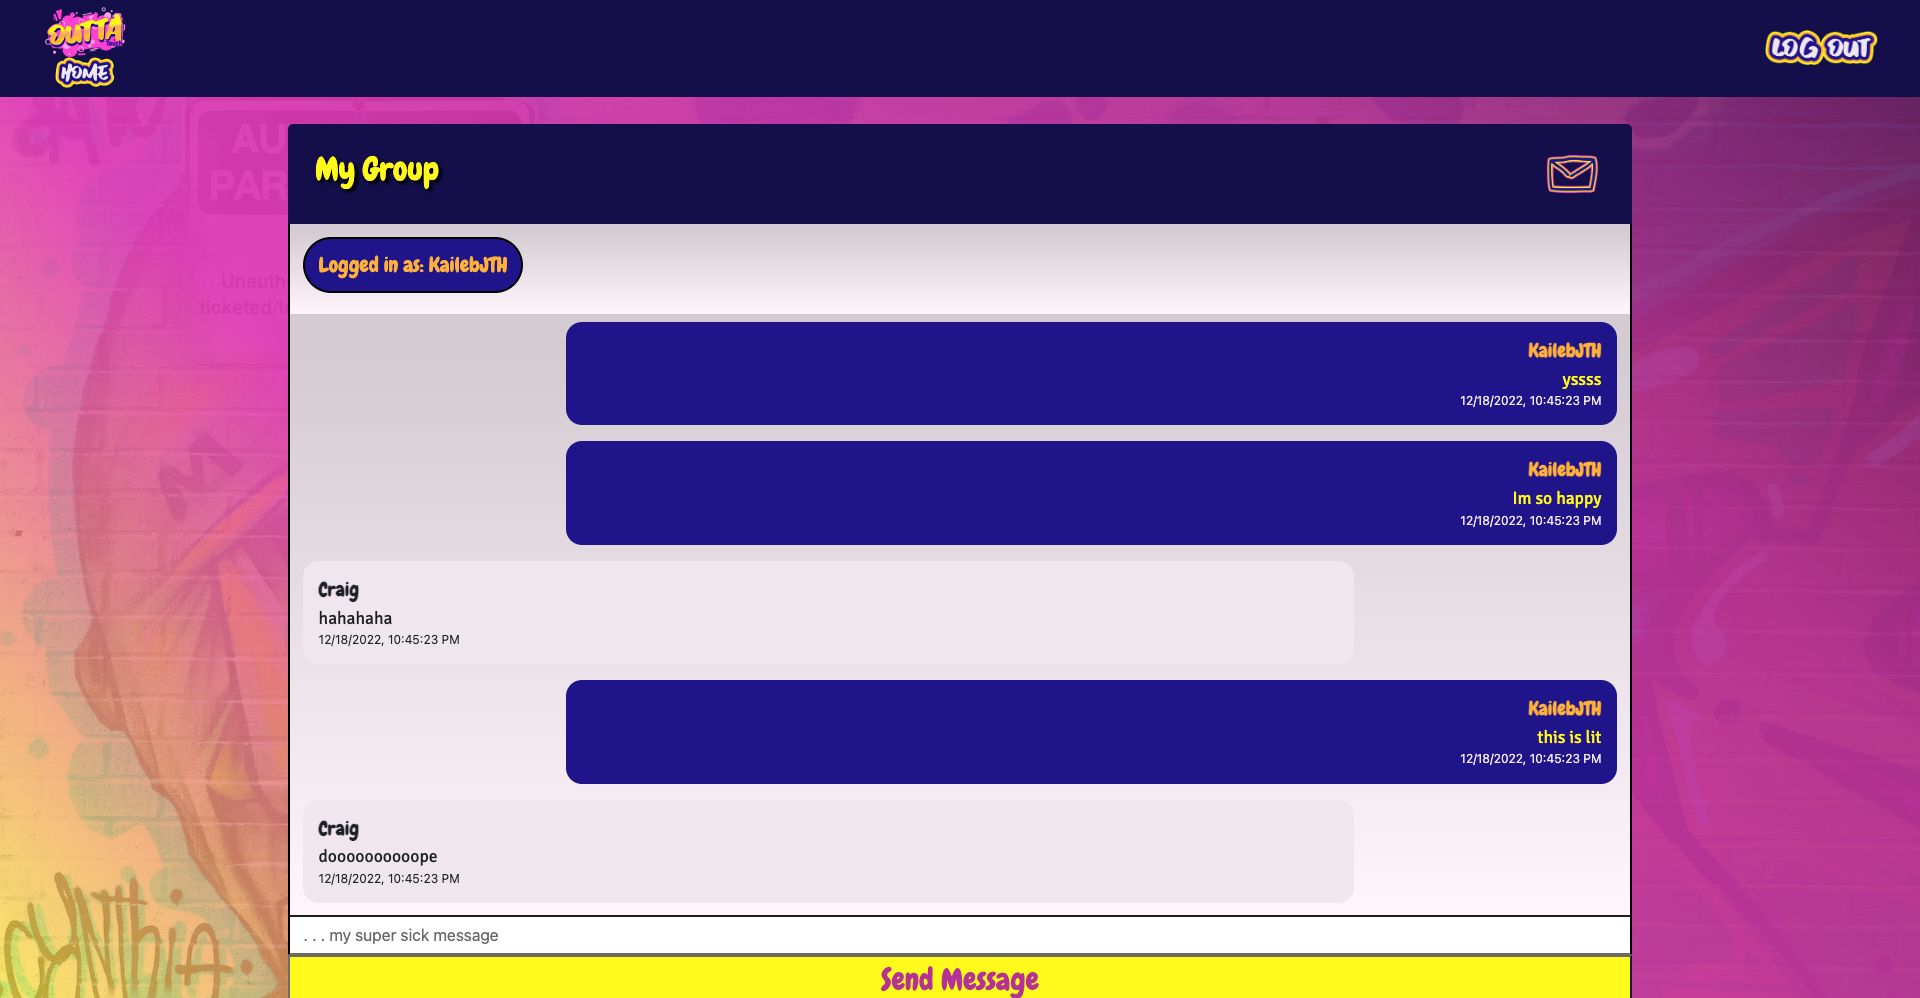 OUTTA
HOME
LOG OUT
AU
PAR
My Group
Logged in as: KailebJTH
Unauth
ticketed/t
KailebJTH
yssss
12/18/2022, 10:45:23 PM
KailebJTH
Im so happy
12/18/2022, 10:45:23 PM
Craig
hahahaha
12/18/2022, 10:45:23 PM
KailebJTH
this is lit
12/18/2022, 10:45:23 PM
Craig
doooooooooope
12/18/2022, 10:45:23 PM
. . . my super sick message
Send Message
Cynthia.